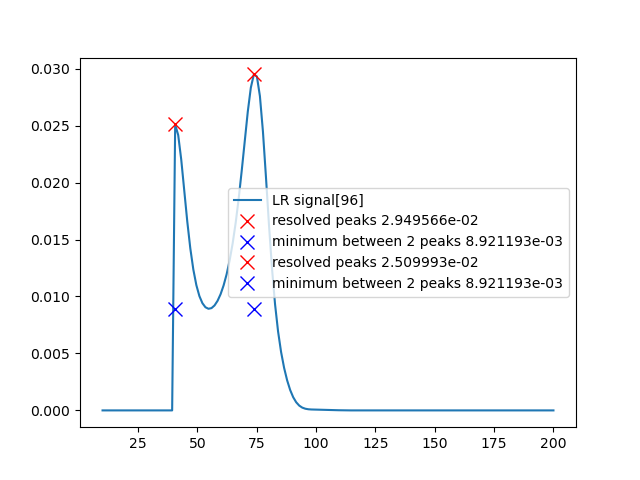 0.030
0.025
0.020
0.015
0.010
0.005
0.000
LR signal[96]
resolved peaks 2.949566e-02
minimum between 2 peaks 8.921193e-03
resolved peaks 2.509993e-02
minimum between 2 peaks 8.921193e-03
25 50 75 100 125 150 175 200